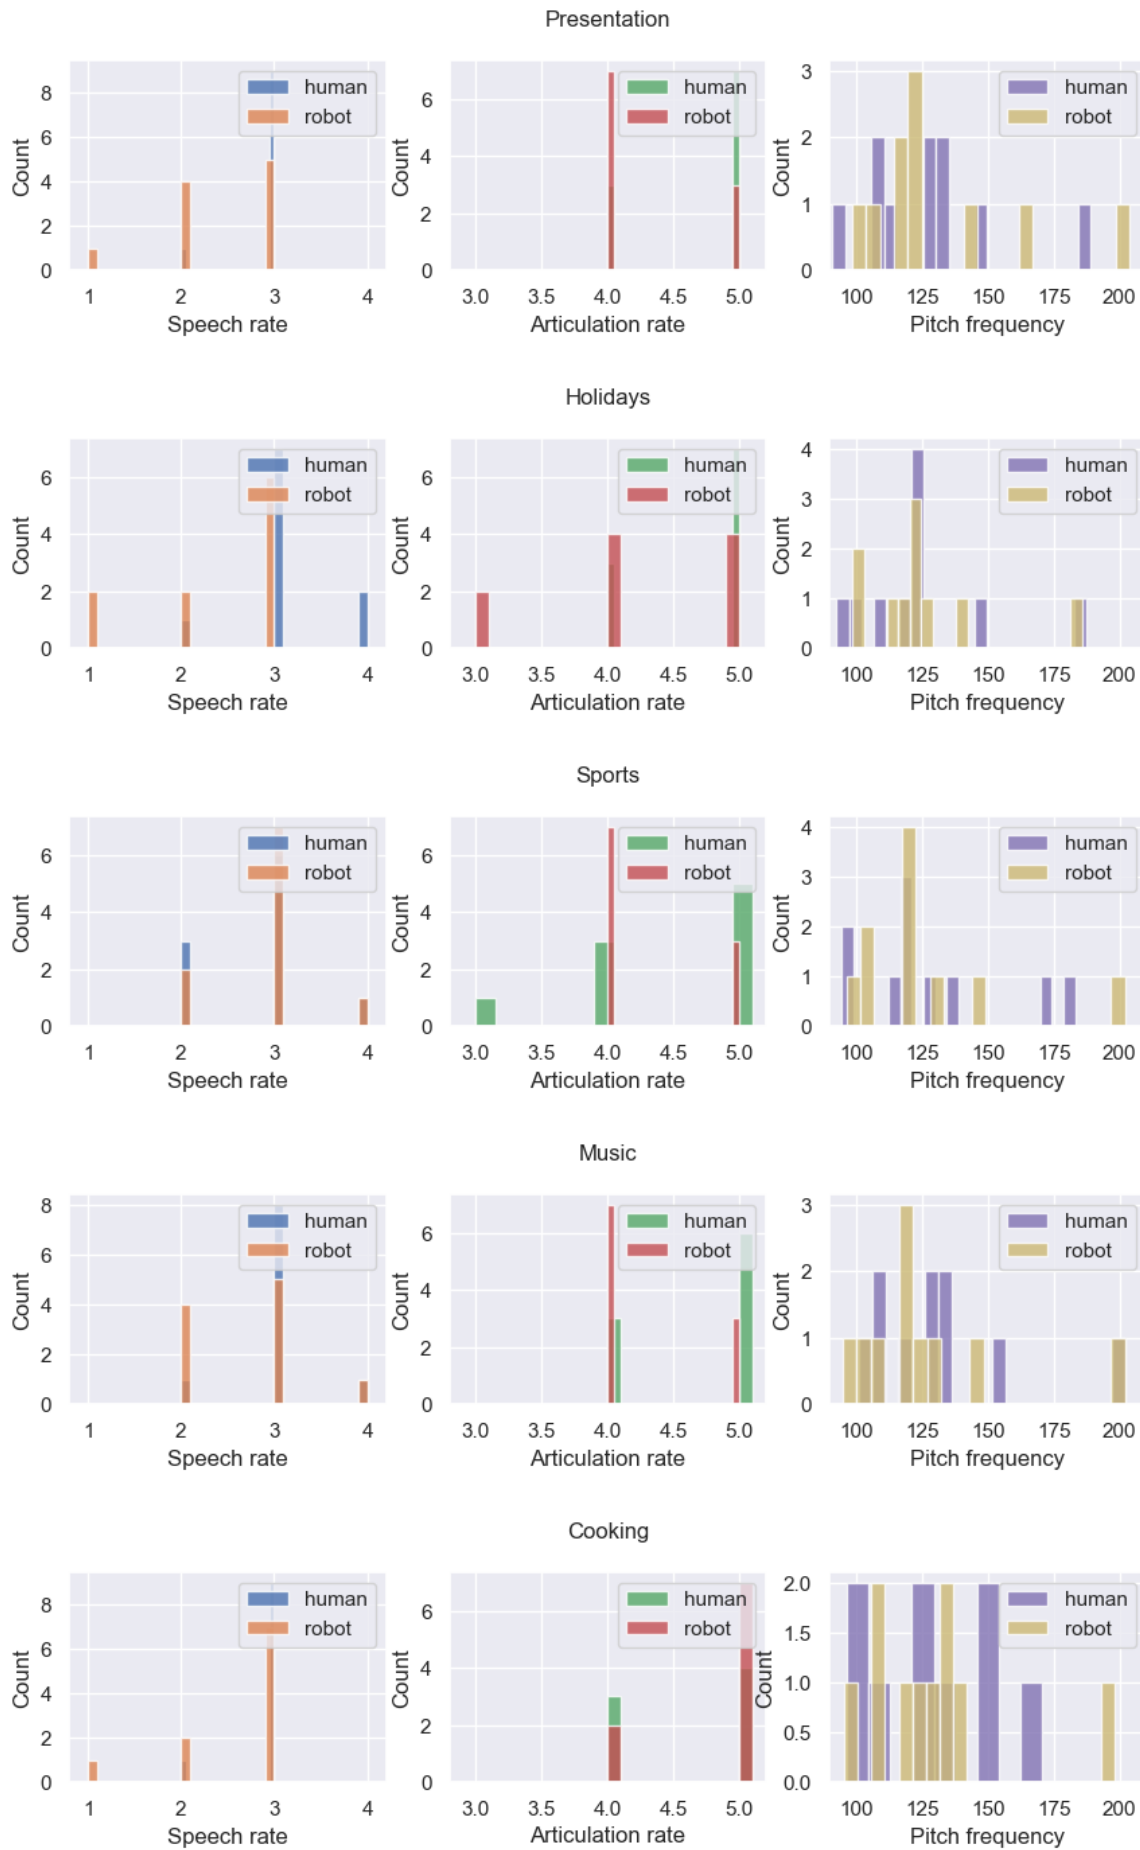 Presentation
human
robot
Count
8
6
4
2
0
1 2 3 4
Speech rate
human
robot
Count
6
4
2
0
3.0 3.5 4.0 4.5 5.0
Articulation rate
human
robot
Count
3
2
1
0
100 125 150 175 200
Pitch frequency
Holidays
human
robot
Count
6
4
2
0
1 2 3 4
Speech rate
human
robot
Count
6
4
2
0
3.0 3.5 4.0 4.5 5.0
Articulation rate
human
robot
Count
4
3
2
1
0
100 125 150 175 200
Pitch frequency
Sports
human
robot
Count
6
4
2
0
1 2 3 4
Speech rate
human
robot
Count
6
4
2
0
3.0 3.5 4.0 4.5 5.0
Articulation rate
human
robot
Count
4
3
2
1
0
100 125 150 175 200
Pitch frequency
Music
human
robot
Count
8
6
4
2
0
1 2 3 4
Speech rate
human
robot
Count
6
4
2
0
3.0 3.5 4.0 4.5 5.0
Articulation rate
human
robot
Count
3
2
1
0
100 125 150 175 200
Pitch frequency
Cooking
human
robot
Count
8
6
4
2
0
1 2 3 4
Speech rate
human
robot
Count
6
4
2
0
3.0 3.5 4.0 4.5 5.0
Articulation rate
human
robot
Count
2.0
1.5
1.0
0.5
0.0
100 125 150 175 200
Pitch frequency